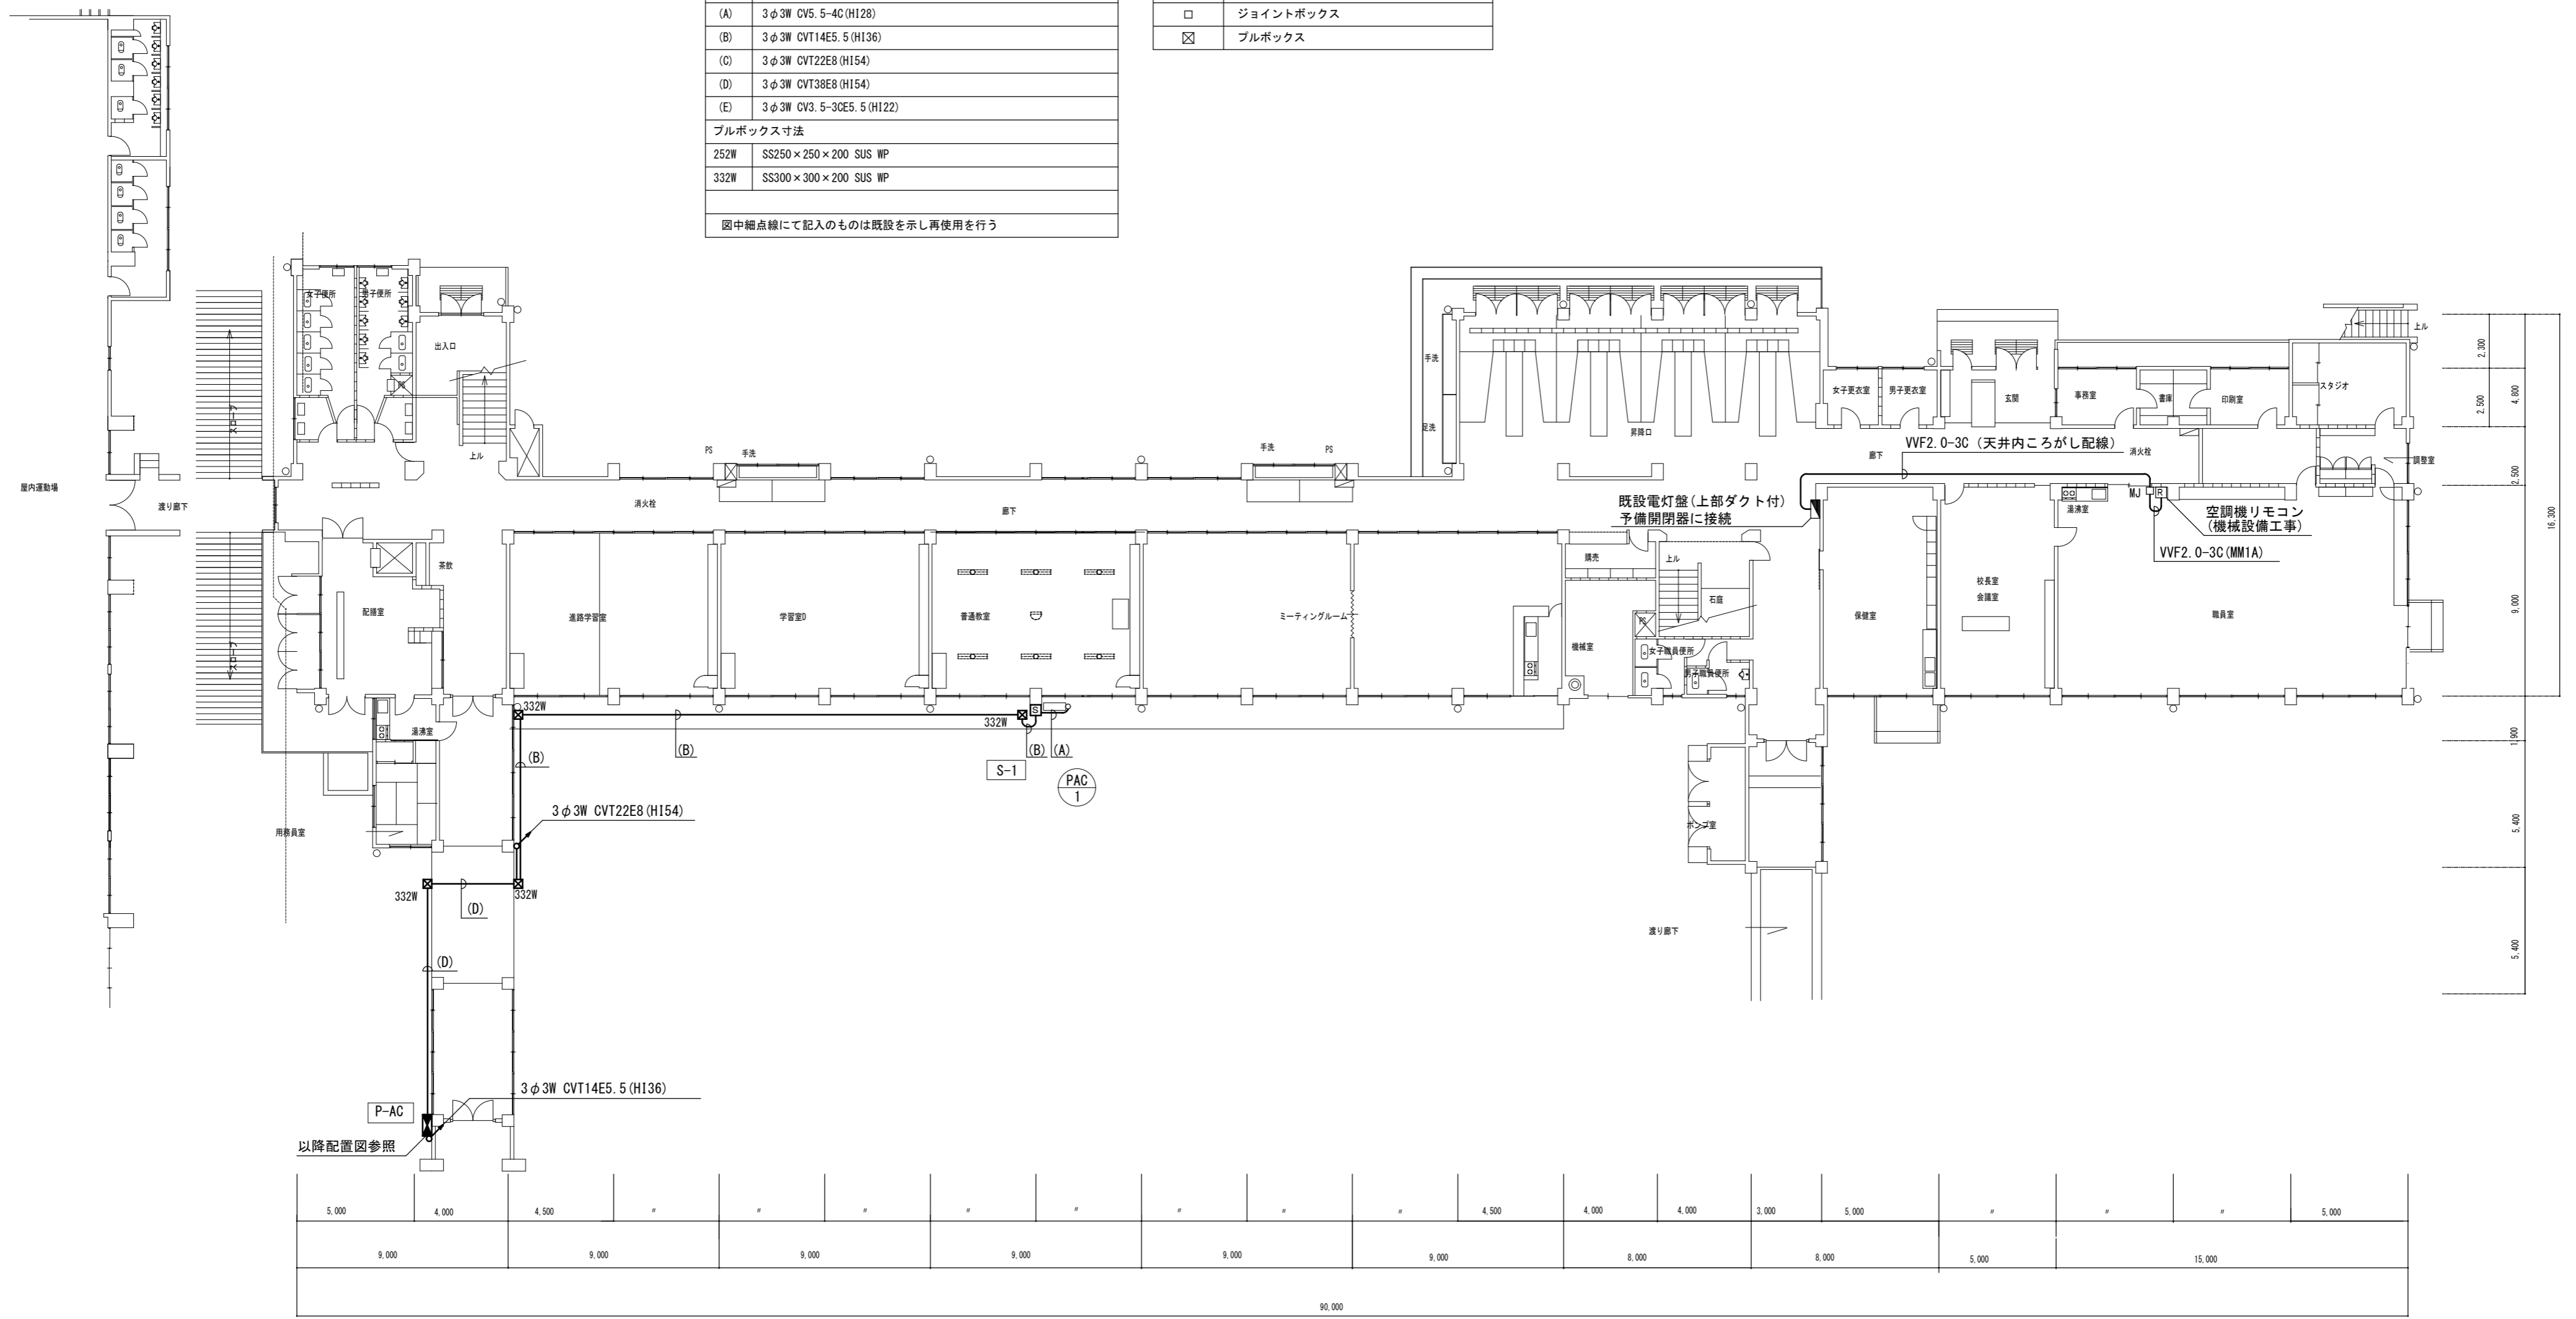 (A) 3φ3W CV5.5-4C(HI28)
(B) 3φ3W CVT14E5.5(HI36)
(C) 3φ3W CVT22E8(HI54)
(D) 3φ3W CVT38E8(HI54)
(E) 3φ3W CV3.5-3CE5.5(HI22)
プルボックス寸法
252W SS250×250×200 SUS WP
332W SS300×300×200 SUS WP
図中細点線にて記入のものは既設を示し再使用を行う
□ ジョイントボックス
プルボックス
女子便所
男子便所
出入口
PS
上ル
スロープ
屋内運動場
渡り廊下
PS
手洗
手洗
PS
消火栓
廊下
手洗
足洗
昇降口
女子更衣室
男子更衣室
玄関
事務室
書庫
印刷室
スタジオ
上ル
調整室
VVF2.0-3C (天井内ころがし配線)
廊下
消火栓
既設電灯盤(上部ダクト付)
予備開閉器に接続
MJ
R
湯沸室
空調機リモコン
(機械設備工事)
VVF2.0-3C(MM1A)
茶飲
配膳室
スロープ
進路学習室
学習室D
普通教室
ミーティングルーム
購売
上ル
石庭
機械室
PS
女子職員便所
男子職員便所
保健室
校長室
会議室
職員室
湯沸室
用務員室
332W
332W
S
(B)
(B)
(B)
(A)
S-1
PAC
1
3φ3W CVT22E8(HI54)
332W
332W
(D)
(D)
ポンプ室
渡り廊下
3φ3W CVT14E5.5(HI36)
P-AC
以降配置図参照
2,300
2,500
4,800
2,500
9,000
16,300
1,900
5,400
5,400
5,000 4,000 4,500 〃 〃 〃 〃 〃 〃 〃 〃 4,500 4,000 4,000 3,000 5,000 〃 〃 〃 5,000
9,000 9,000 9,000 9,000 9,000 9,000 8,000 8,000 5,000 15,000
90,000